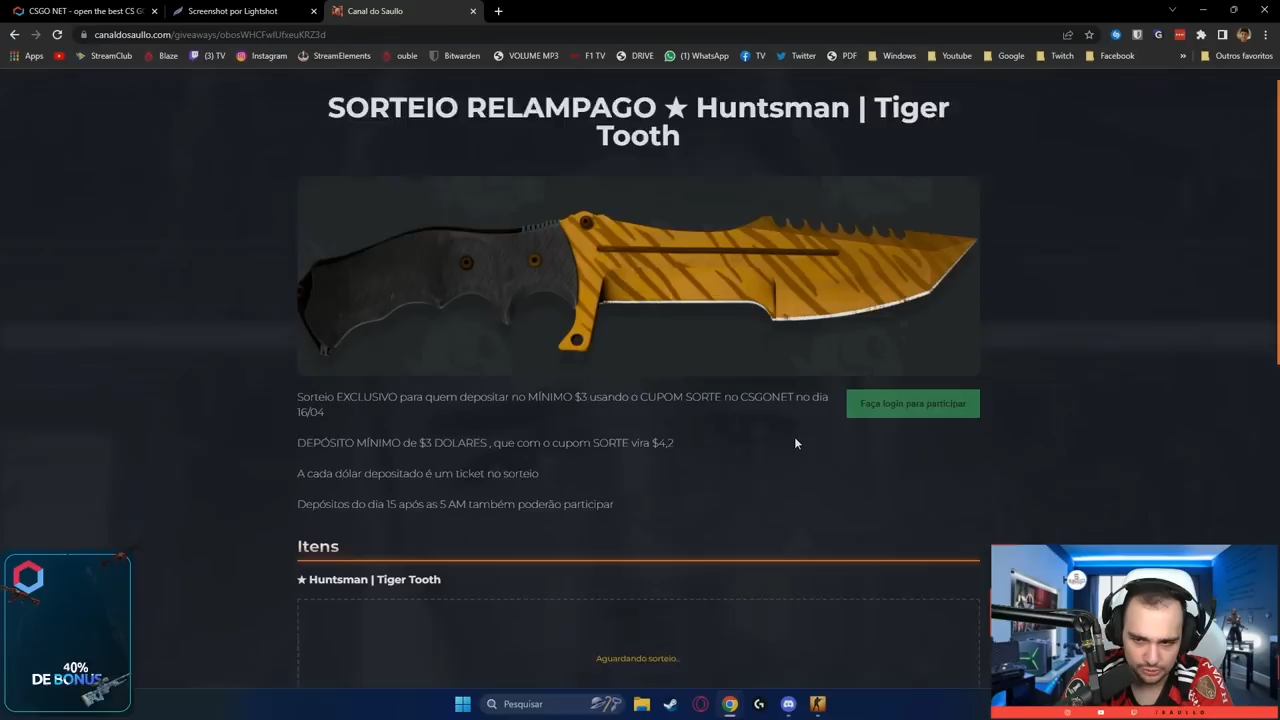 CSGO NET - open the best CS G
Screenshot por Lightshot
Canal do Saullo
Apps
StreamClub
Blaze
(3) TV
Instagram
StreamElements
ouble
Bitwarden
VOLUME MP3
F1 TV
DRIVE
(1) WhatsApp
TV
Twitter
PDF
Windows
Youtube
Google
Twitch
Facebook
»
Outros favoritos
SORTEIO RELAMPAGO ★ Huntsman | Tiger
Tooth
Sorteio EXCLUSIVO para quem depositar no MÍNIMO $3 usando o CUPOM SORTE no CSGONET no dia
16/04
Faça login para participar
DEPÓSITO MÍNIMO de $3 DOLARES , que com o cupom SORTE vira $4,2
A cada dólar depositado é um ticket no sorteio
Depósitos do dia 15 após as 5 AM também poderão participar
Itens
★ Huntsman | Tiger Tooth
Aguardando sorteio..
40%
DE BONUS
Pesquisar
/SAULLO